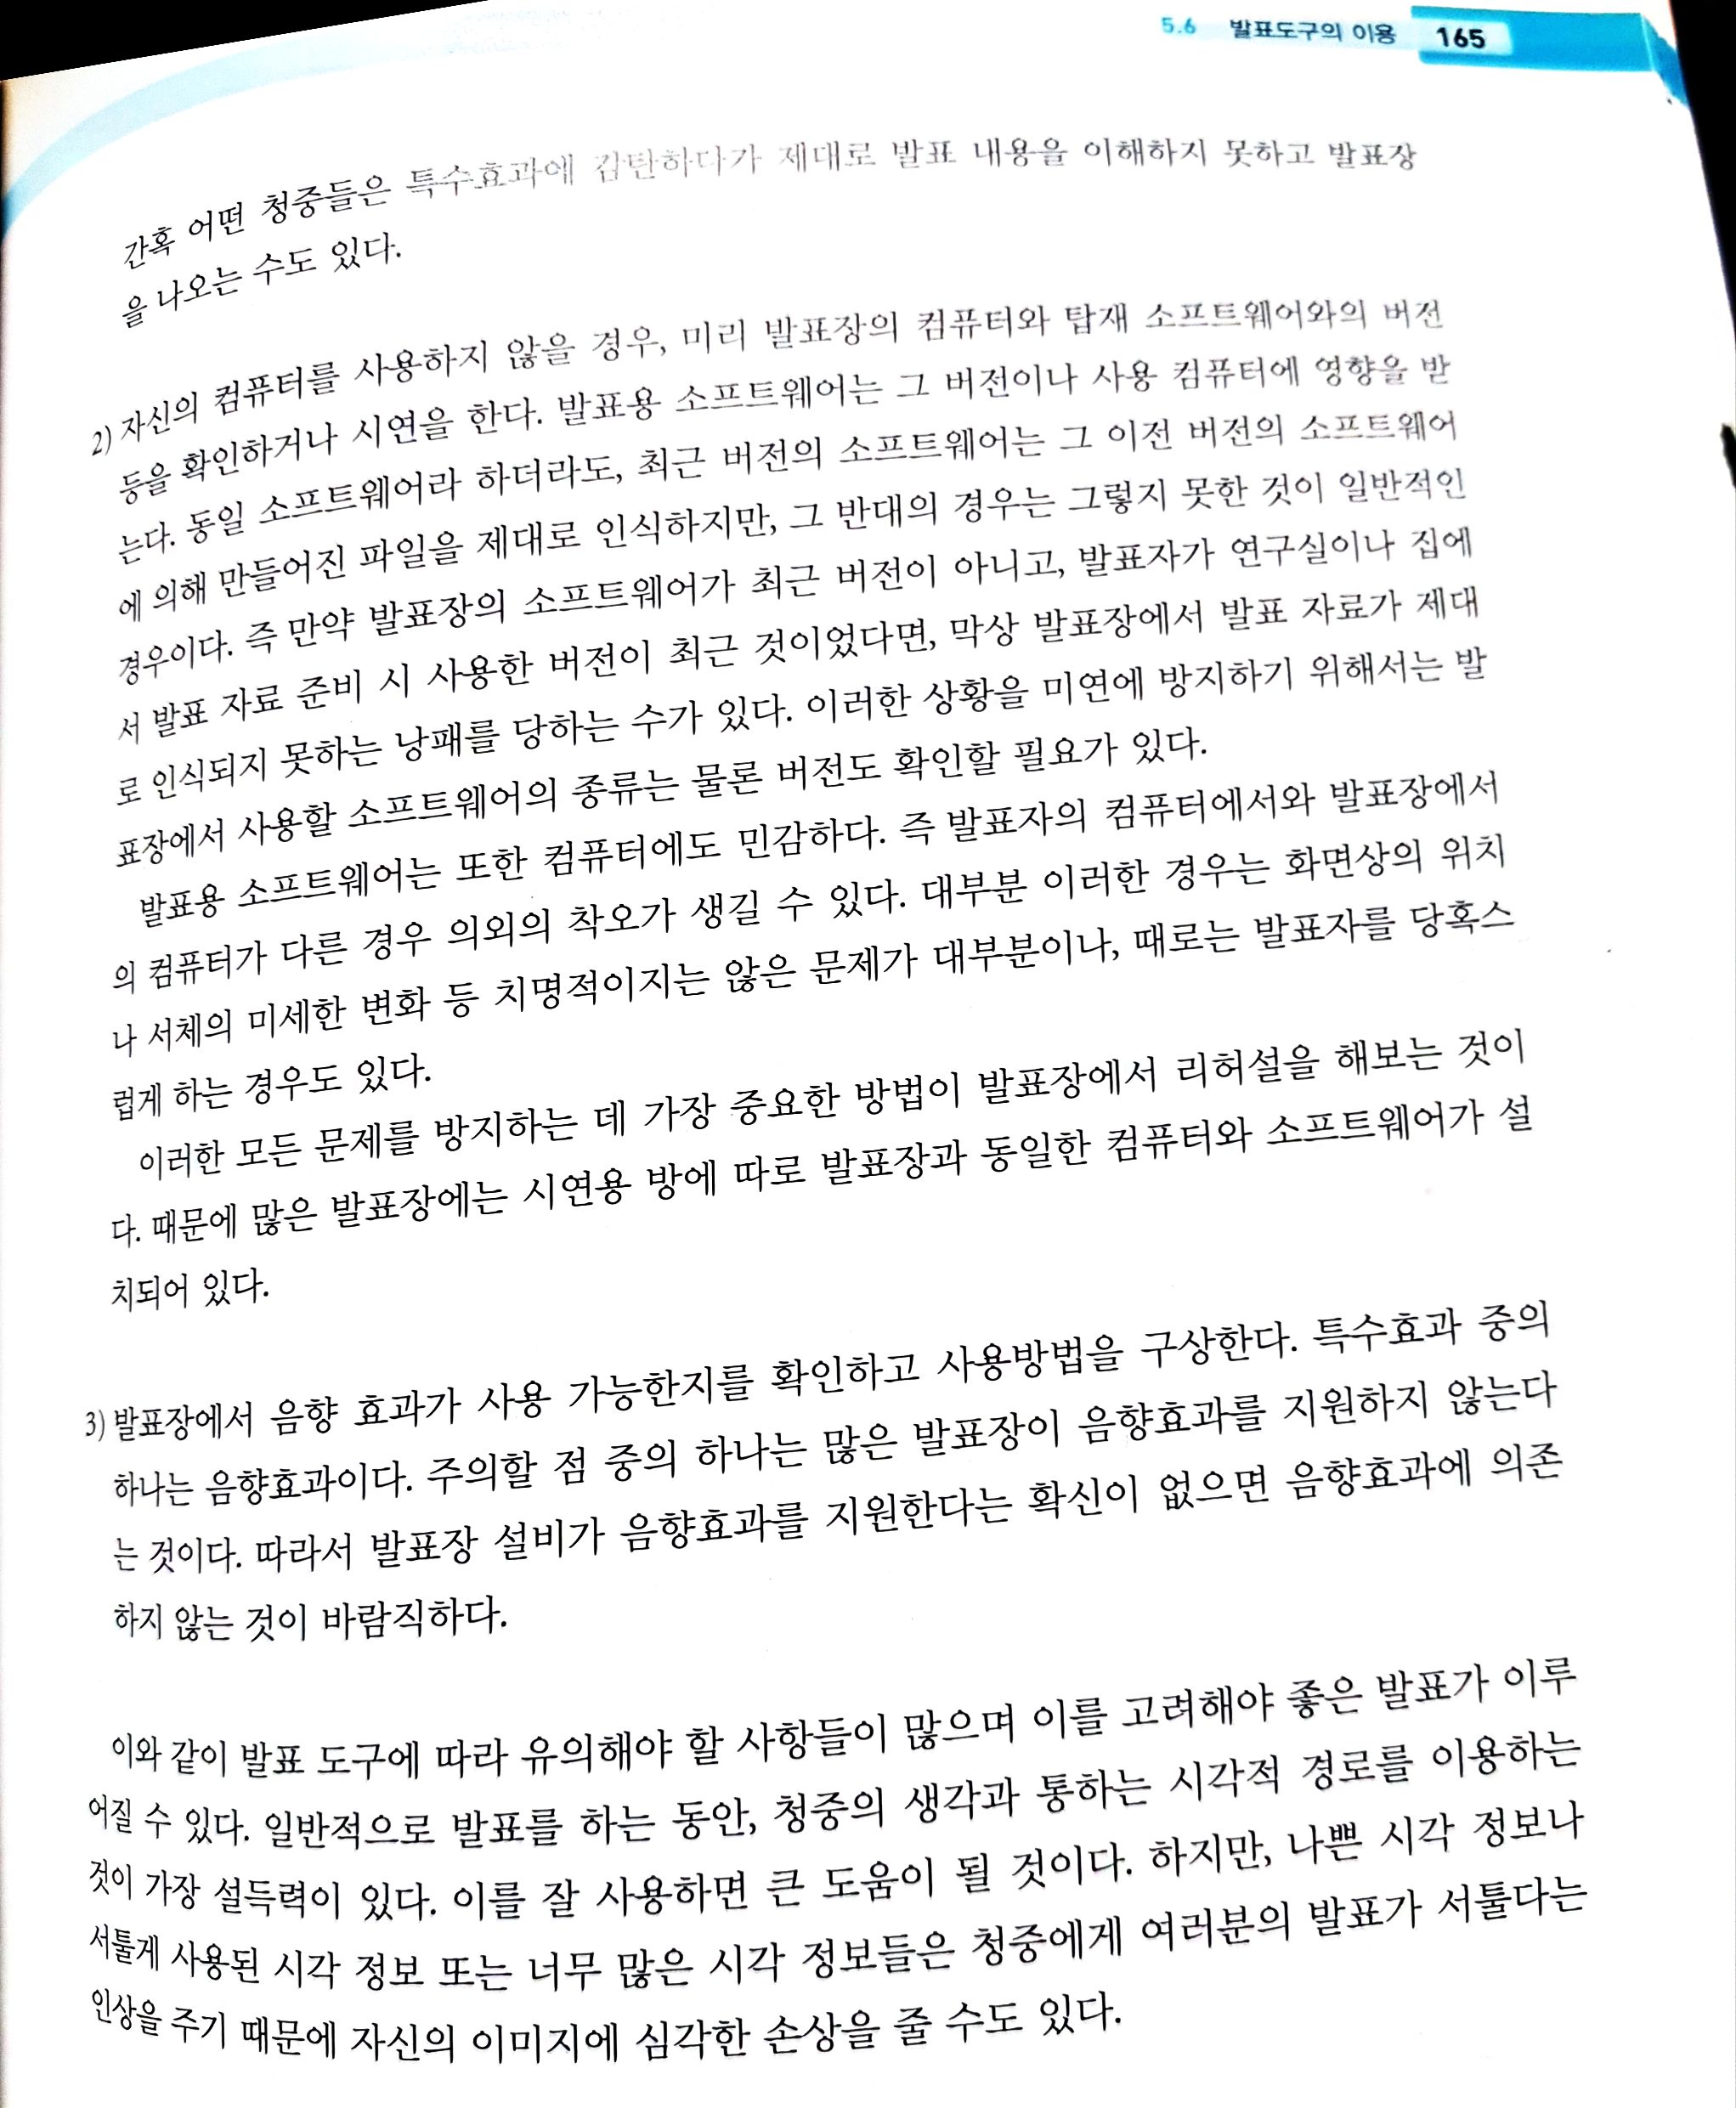 5.6 발표도구의 이용 165
간혹 어떤 청중들은 특수효과에 감탄하다가 제대로 발표 내용을 이해하지 못하고 발표장
을 나오는 수도 있다.
2) 자신의 컴퓨터를 사용하지 않을 경우, 미리 발표장의 컴퓨터와 탑재 소프트웨어와의 버전
등을 확인하거나 시연을 한다. 발표용 소프트웨어는 그 버전이나 사용 컴퓨터에 영향을 받
는다. 동일 소프트웨어라 하더라도, 최근 버전의 소프트웨어는 그 이전 버전의 소프트웨어
에 의해 만들어진 파일을 제대로 인식하지만, 그 반대의 경우는 그렇지 못한 것이 일반적인
경우이다. 즉 만약 발표장의 소프트웨어가 최근 버전이 아니고, 발표자가 연구실이나 집에
서 발표 자료 준비 시 사용한 버전이 최근 것이었다면, 막상 발표장에서 발표 자료가 제대
로 인식되지 못하는 낭패를 당하는 수가 있다. 이러한 상황을 미연에 방지하기 위해서는 발
표장에서 사용할 소프트웨어의 종류는 물론 버전도 확인할 필요가 있다.
발표용 소프트웨어는 또한 컴퓨터에도 민감하다. 즉 발표자의 컴퓨터에서와 발표장에서
의 컴퓨터가 다른 경우 의외의 착오가 생길 수 있다. 대부분 이러한 경우는 화면상의 위치
나 서체의 미세한 변화 등 치명적이지는 않은 문제가 대부분이나, 때로는 발표자를 당혹스
럽게 하는 경우도 있다.
이러한 모든 문제를 방지하는 데 가장 중요한 방법이 발표장에서 리허설을 해보는 것이
다. 때문에 많은 발표장에는 시연용 방에 따로 발표장과 동일한 컴퓨터와 소프트웨어가 설
치되어 있다.
3) 발표장에서 음향 효과가 사용 가능한지를 확인하고 사용방법을 구상한다. 특수효과 중의
하나는 음향효과이다. 주의할 점 중의 하나는 많은 발표장이 음향효과를 지원하지 않는다
는 것이다. 따라서 발표장 설비가 음향효과를 지원한다는 확신이 없으면 음향효과에 의존
하지 않는 것이 바람직하다.
이와 같이 발표 도구에 따라 유의해야 할 사항들이 많으며 이를 고려해야 좋은 발표가 이루
어질 수 있다. 일반적으로 발표를 하는 동안, 청중의 생각과 통하는 시각적 경로를 이용하는
것이 가장 설득력이 있다. 이를 잘 사용하면 큰 도움이 될 것이다. 하지만, 나쁜 시각 정보나
서툴게 사용된 시각 정보 또는 너무 많은 시각 정보들은 청중에게 여러분의 발표가 서툴다는
인상을 주기 때문에 자신의 이미지에 심각한 손상을 줄 수도 있다.